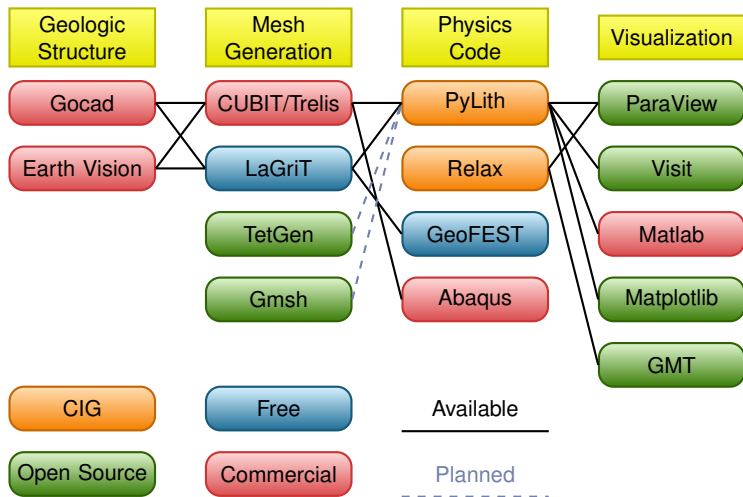 Geologic
Structure
Mesh
Generation
Physics
Code
Visualization
Gocad
CUBIT/Trelis
PyLith
ParaView
Earth Vision
LaGriT
Relax
Visit
TetGen
GeoFEST
Matlab
Gmsh
Abaqus
Matplotlib
GMT
CIG
Free
Available
Open Source
Commercial
Planned